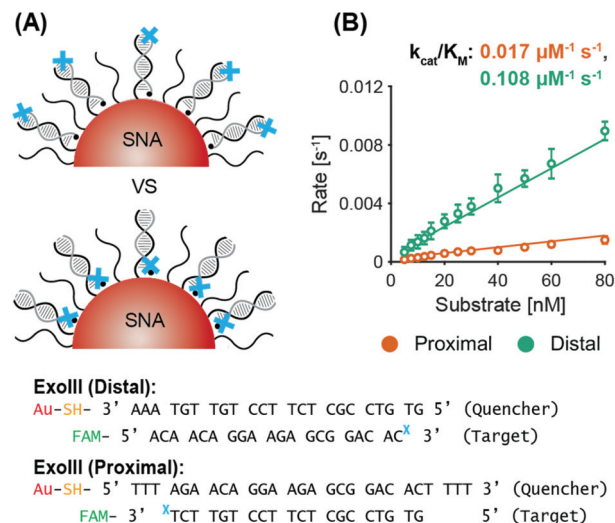 (A)
SNA
VS
SNA
(B)
kcat/KM: 0.017 µM-1 s-1,
0.108 µM-1 s-1
0.012
0.008
0.004
0
Rate [s-1]
0 20 40 60 80
Substrate [nM]
Proximal Distal
ExoIII (Distal):
Au-SH- 3' AAA TGT TGT CCT TCT CGC CTG TG 5' (Quencher)
FAM- 5' ACA ACA GGA AGA GCG GAC ACX 3' (Target)
ExoIII (Proximal):
Au-SH- 5' TTT AGA ACA GGA AGA GCG GAC ACT TTT 3' (Quencher)
FAM- 3' XTCT TGT CCT TCT CGC CTG TG 5' (Target)